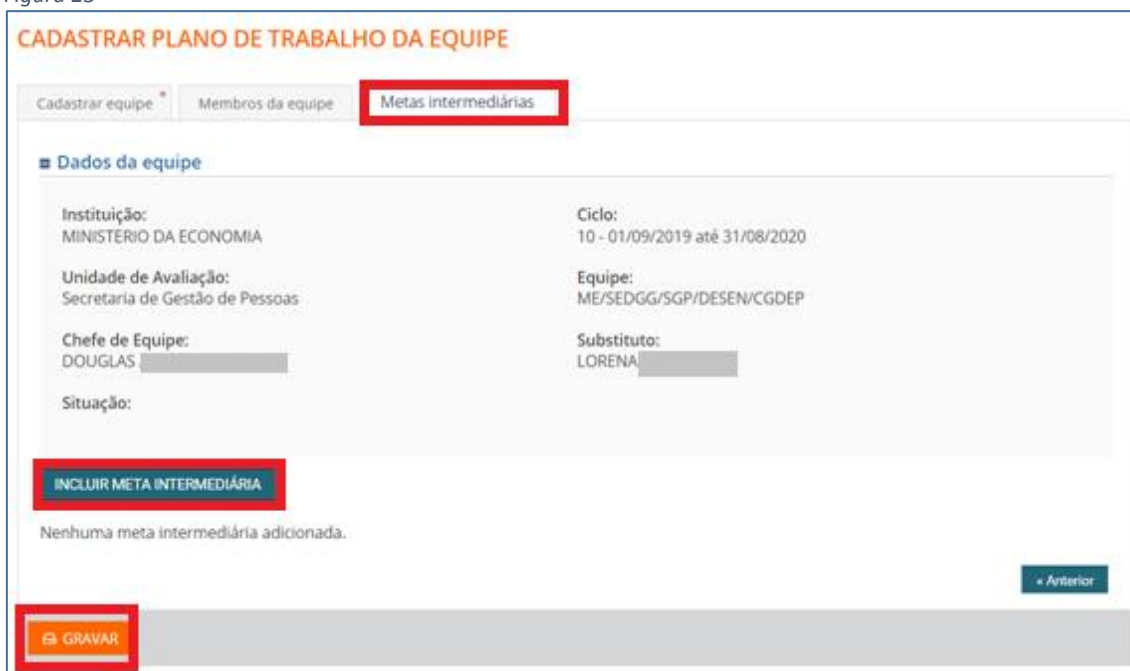 CADASTRAR PLANO DE TRABALHO DA EQUIPE
Cadastrar equipe * Membros da equipe Metas intermediárias
Dados da equipe
Instituição: Ciclo:
MINISTERIO DA ECONOMIA 10 - 01/09/2019 até 31/08/2020
Unidade de Avaliação: Equipe:
Secretaria de Gestão de Pessoas ME/SEDGG/SGP/DESEN/CGDEP
Chefe de Equipe: Substituto:
DOUGLAS LORENA
Situação:
INCLUIR META INTERMEDIÁRIA
Nenhuma meta intermediária adicionada.
« Anterior
GRAVAR